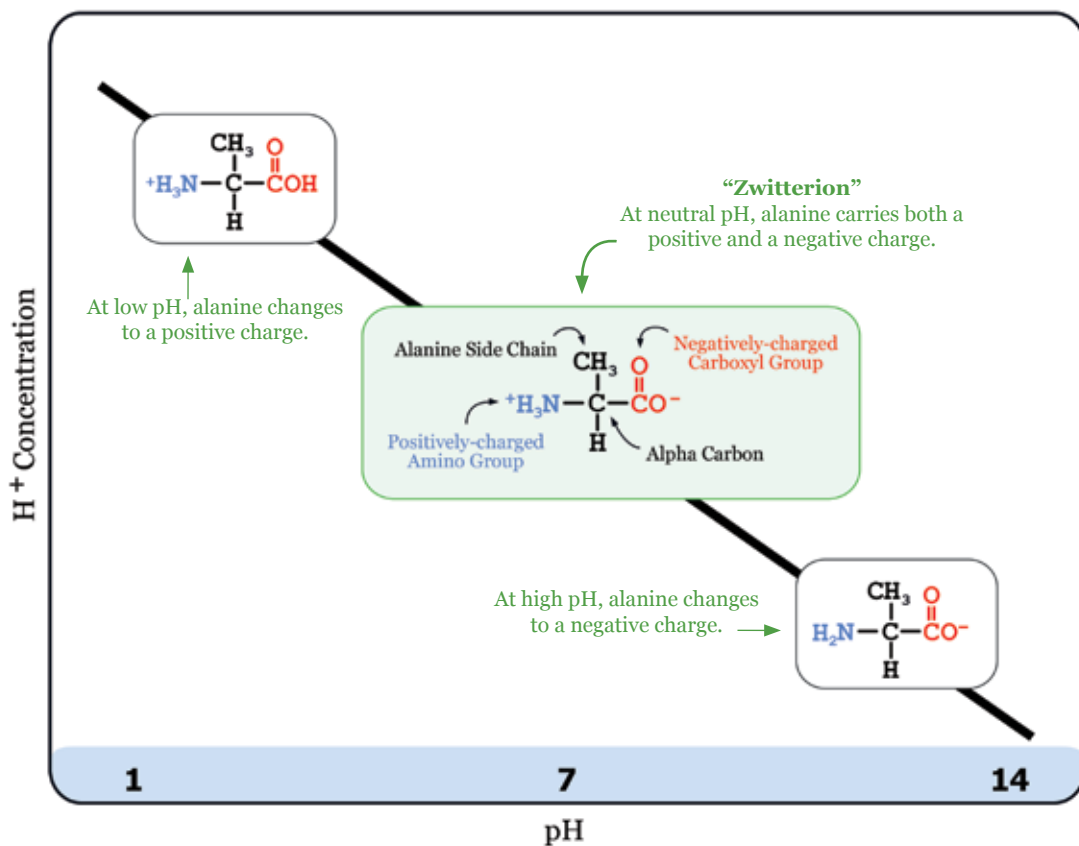 CH₃ O
⁺H₃N—C—COH
H
“Zwitterion”
At neutral pH, alanine carries both a
positive and a negative charge.
At low pH, alanine changes
to a positive charge.
Alanine Side Chain
Negatively-charged
Carboxyl Group
CH₃ O
⁺H₃N—C—CO⁻
H
Positively-charged
Amino Group
Alpha Carbon
At high pH, alanine changes
to a negative charge.
CH₃ O
H₂N—C—CO⁻
H
H⁺ Concentration
1 7 14
pH